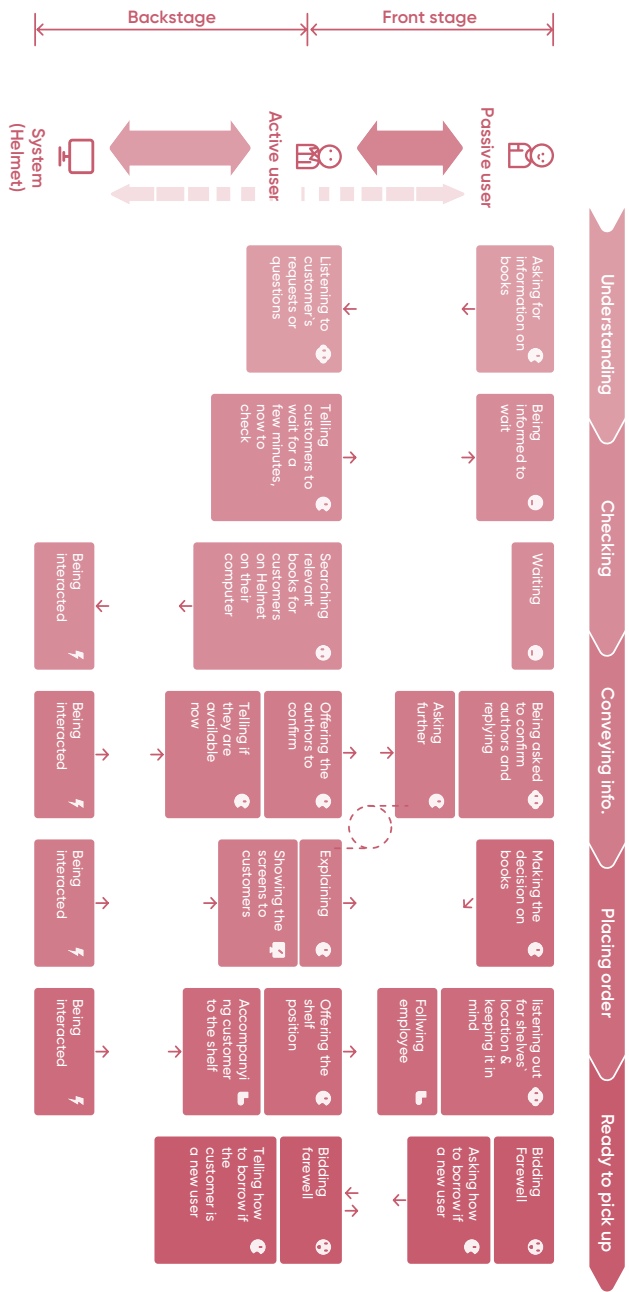 Understanding
Checking
Conveying info.
Placing order
Ready to pick up
Front stage
Backstage
Passive user
Asking for
information on
books
Being
informed to
wait
Waiting
Being asked
to confirm
authors and
replying
Asking
further
Making the
decision on
books
listening out
for shelves`
location &
keeping it in
mind
Follwing
employee
Bidding
Farewell
Asking how
to borrow if
a new user
Active user
Listening to
customer`s
requests or
questions
Telling
customers to
wait for a
few minutes,
now to
check
Searching
relevant
books for
customers
on Helmet
on their
computer
Offering the
authors to
confirm
Telling if
they are
available
now
Explaining
Showing the
screens to
customers
Offering the
shelf
position
Accompanyi
ng customer
to the shelf
Bidding
farewell
Telling how
to borrow if
the
customer is
a new user
System
(Helmet)
Being
interacted
Being
interacted
Being
interacted
Being
interacted